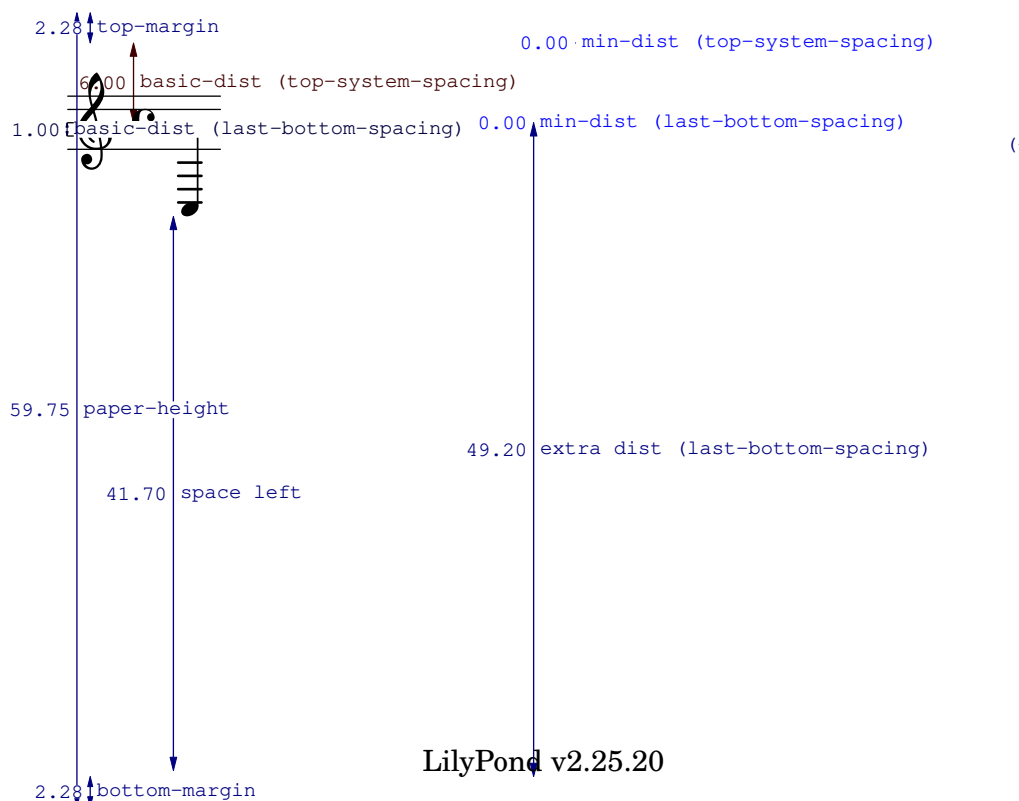 2.28 top-margin
0.00 min-dist (top-system-spacing)
6.00 basic-dist (top-system-spacing)
1.00 basic-dist (last-bottom-spacing)
0.00 min-dist (last-bottom-spacing)
(
59.75 paper-height
49.20 extra dist (last-bottom-spacing)
41.70 space left
LilyPond v2.25.20
2.28 bottom-margin